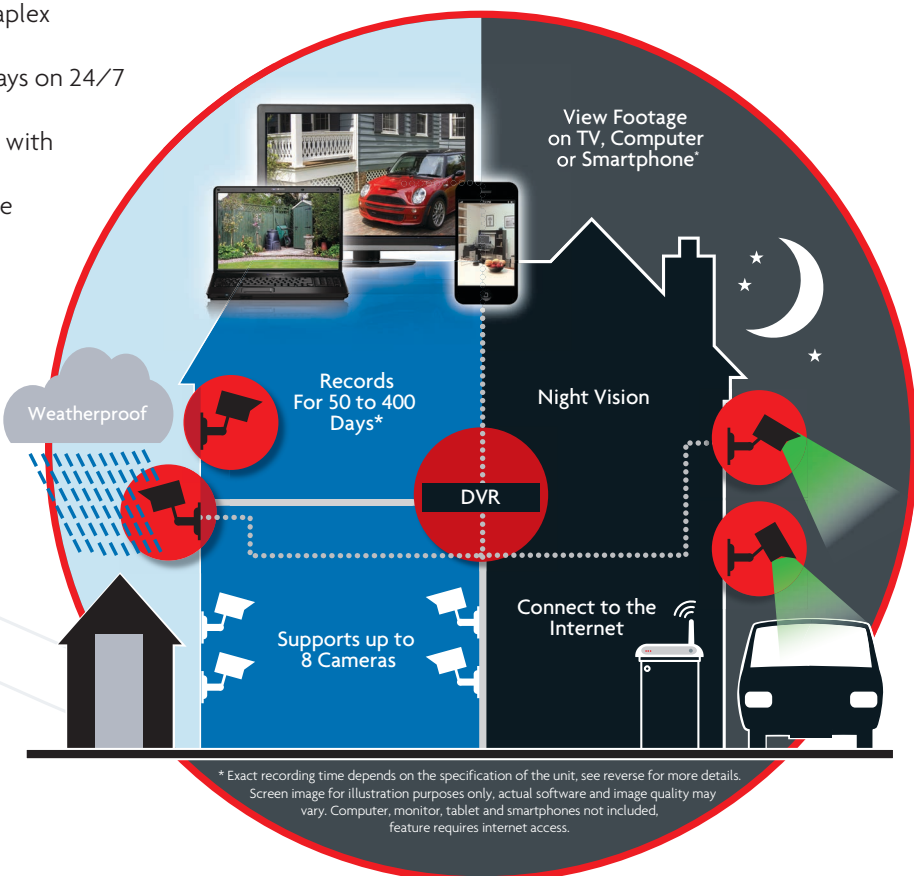 aplex
ays on 24/7
with
e
View Footage
on TV, Computer
or Smartphone*
Weatherproof
Records
For 50 to 400
Days*
Night Vision
DVR
Supports up to
8 Cameras
Connect to the
Internet
* Exact recording time depends on the specification of the unit, see reverse for more details.
Screen image for illustration purposes only, actual software and image quality may
vary. Computer, monitor, tablet and smartphones not included,
feature requires internet access.